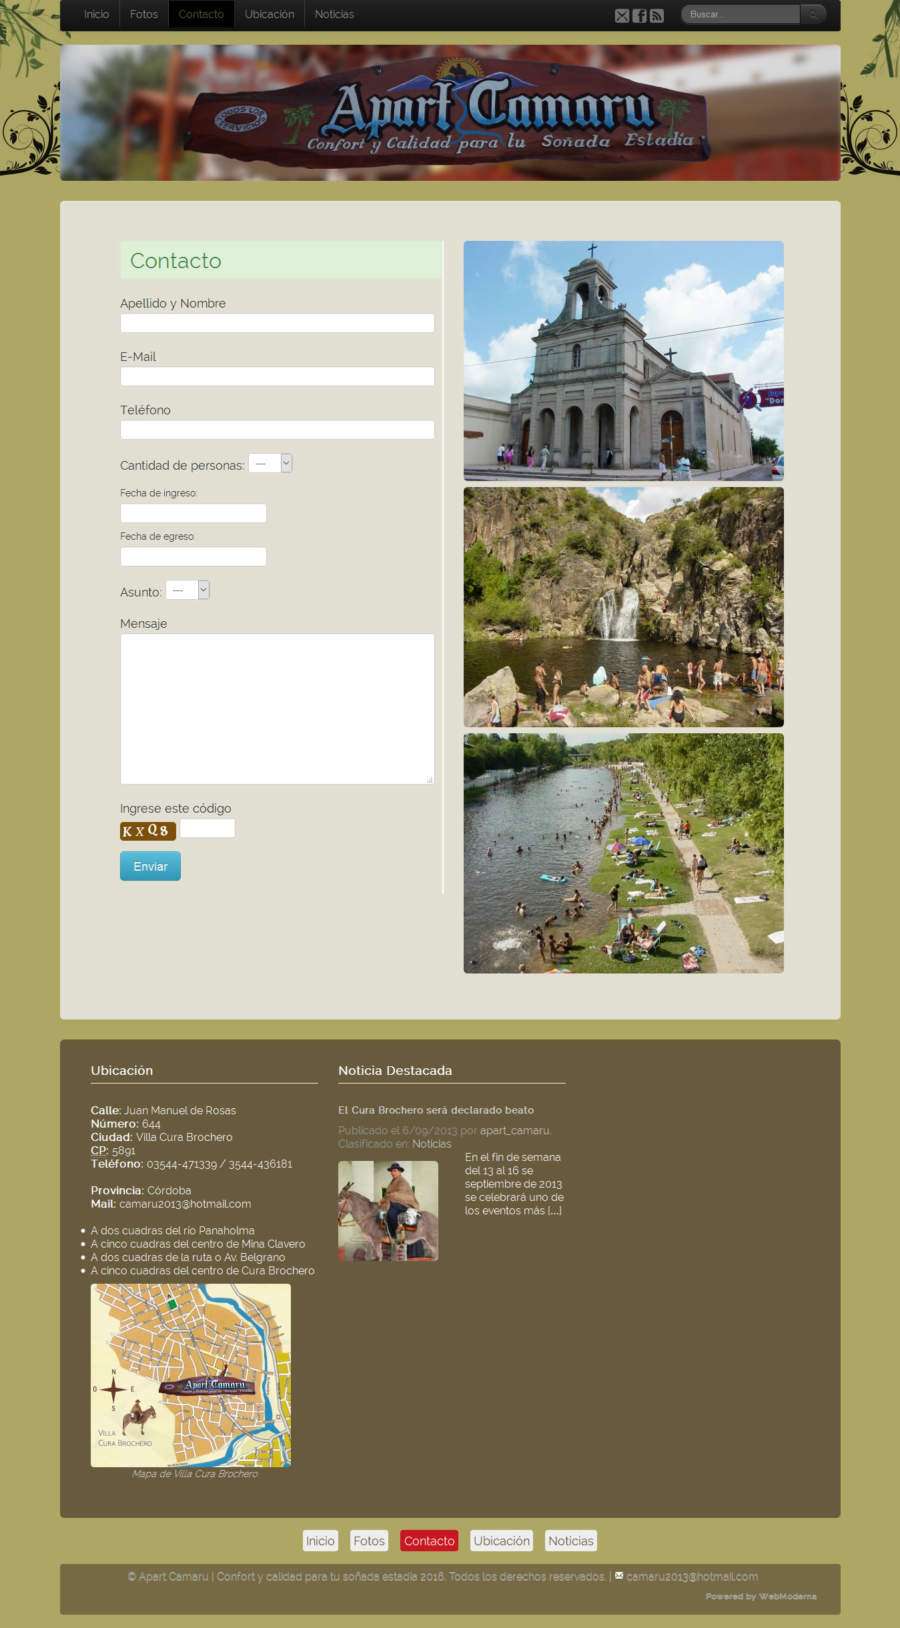 Inicio Fotos Contacto Ubicación Noticias Buscar...
Apart Camaru
Confort y Calidad para tu Soñada Estadía
Contacto
Apellido y Nombre
E-Mail
Teléfono
Cantidad de personas: ---
Fecha de ingreso:
Fecha de egreso:
Asunto: ---
Mensaje
Ingrese este código
K X Q 8
Enviar
Ubicación
Calle: Juan Manuel de Rosas
Número: 644
Ciudad: Villa Cura Brochero
CP: 5891
Teléfono: 03544-471339 / 3544-436181
Provincia: Córdoba
Mail: camaru2013@hotmail.com
A dos cuadras del río Panaholma
A cinco cuadras del centro de Mina Clavero
A dos cuadras de la ruta o Av. Belgrano
A cinco cuadras del centro de Cura Brochero
N
O E
S
Apart Camaru
VILLA
CURA BROCHERO
Mapa de Villa Cura Brochero
Noticia Destacada
El Cura Brochero será declarado beato
Publicado el 6/09/2013 por apart_camaru.
Clasificado en: Noticias
En el fin de semana
del 13 al 16 se
septiembre de 2013
se celebrará uno de
los eventos más [...]
Inicio Fotos Contacto Ubicación Noticias
© Apart Camaru | Confort y calidad para tu soñada estadía 2016. Todos los derechos reservados. | camaru2013@hotmail.com
Powered by WebModerna